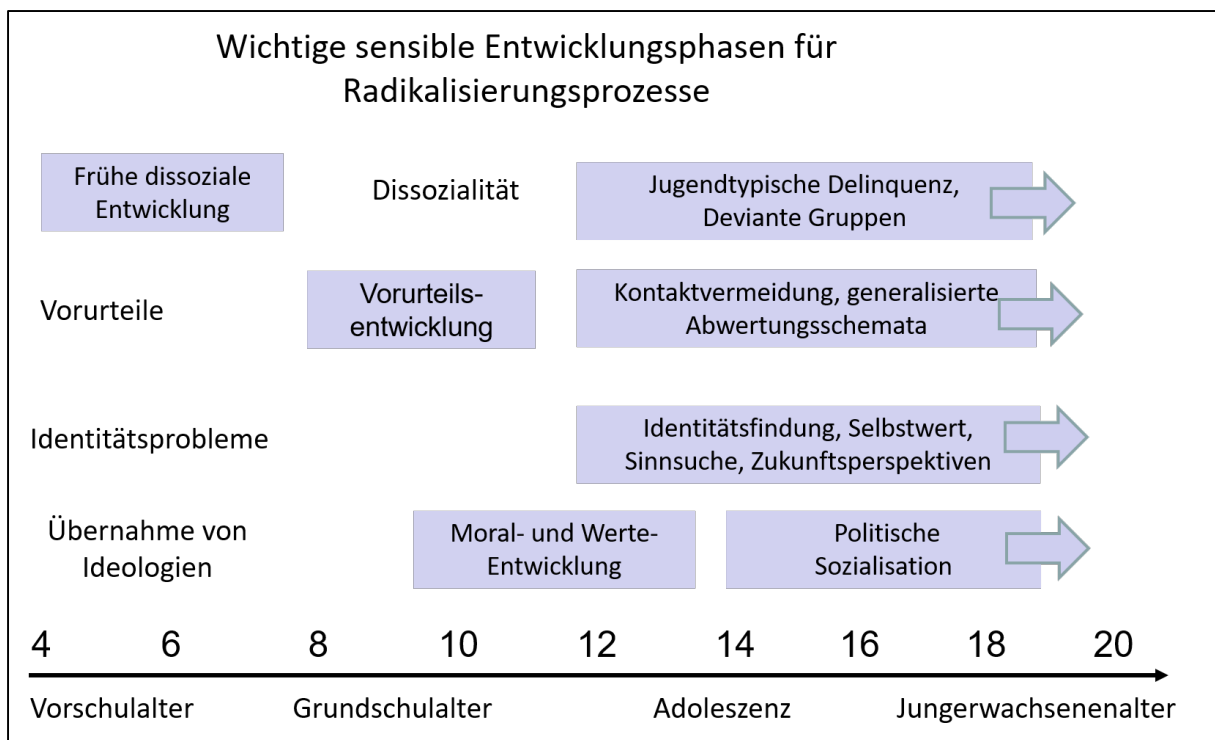 Wichtige sensible Entwicklungsphasen für
Radikalisierungsprozesse
Frühe dissoziale
Entwicklung
Dissozialität
Jugendtypische Delinquenz,
Deviante Gruppen
Vorurteile
Vorurteils-
entwicklung
Kontaktvermeidung, generalisierte
Abwertungsschemata
Identitätsprobleme
Identitätsfindung, Selbstwert,
Sinnsuche, Zukunftsperspektiven
Übernahme von
Ideologien
Moral- und Werte-
Entwicklung
Politische
Sozialisation
4 6 8 10 12 14 16 18 20
Vorschulalter Grundschulalter Adoleszenz Jungerwachsenenalter